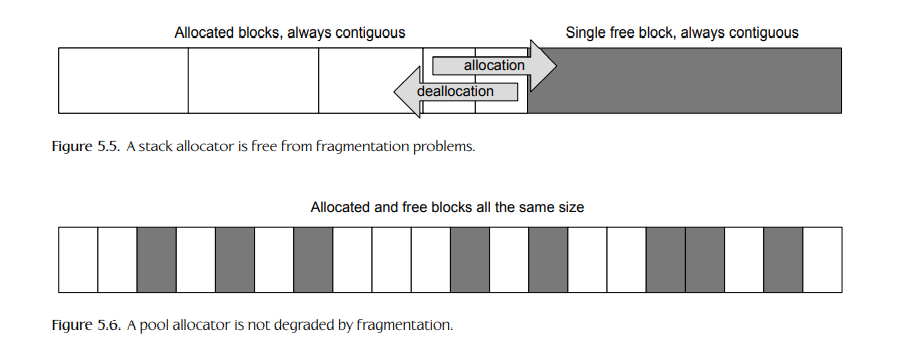 Allocated blocks, always contiguous
Single free block, always contiguous
allocation
deallocation
Figure 5.5. A stack allocator is free from fragmentation problems.
Allocated and free blocks all the same size
Figure 5.6. A pool allocator is not degraded by fragmentation.